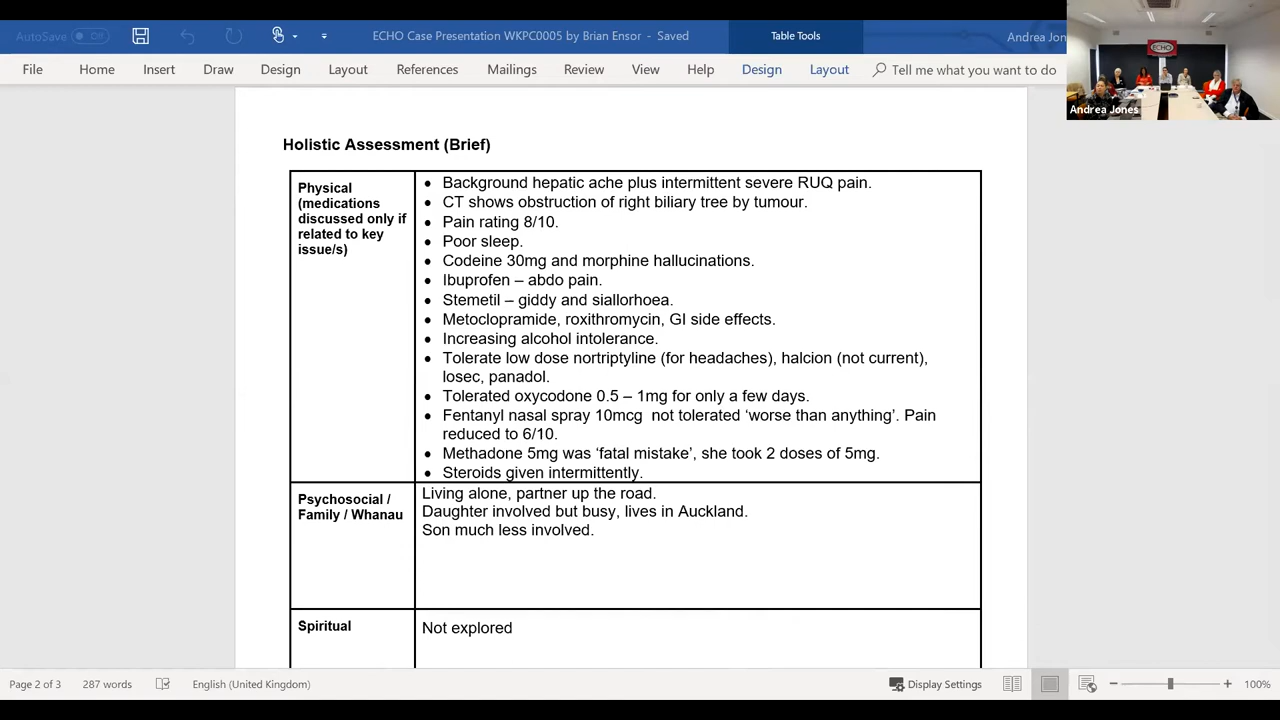 AutoSave Off ECHO Case Presentation WKPC0005 by Brian Ensor - Saved Table Tools Andrea Jon
File Home Insert Draw Design Layout References Mailings Review View Help Design Layout Tell me what you want to do
ECHO
Andrea Jones
Holistic Assessment (Brief)
Physical
(medications
discussed only if
related to key
issue/s)
• Background hepatic ache plus intermittent severe RUQ pain.
• CT shows obstruction of right biliary tree by tumour.
• Pain rating 8/10.
• Poor sleep.
• Codeine 30mg and morphine hallucinations.
• Ibuprofen – abdo pain.
• Stemetil – giddy and siallorhoea.
• Metoclopramide, roxithromycin, GI side effects.
• Increasing alcohol intolerance.
• Tolerate low dose nortriptyline (for headaches), halcion (not current),
losec, panadol.
• Tolerated oxycodone 0.5 – 1mg for only a few days.
• Fentanyl nasal spray 10mcg not tolerated ‘worse than anything’. Pain
reduced to 6/10.
• Methadone 5mg was ‘fatal mistake’, she took 2 doses of 5mg.
• Steroids given intermittently.
Psychosocial /
Family / Whanau
Living alone, partner up the road.
Daughter involved but busy, lives in Auckland.
Son much less involved.
Spiritual
Not explored
Page 2 of 3 287 words English (United Kingdom) Display Settings 100%